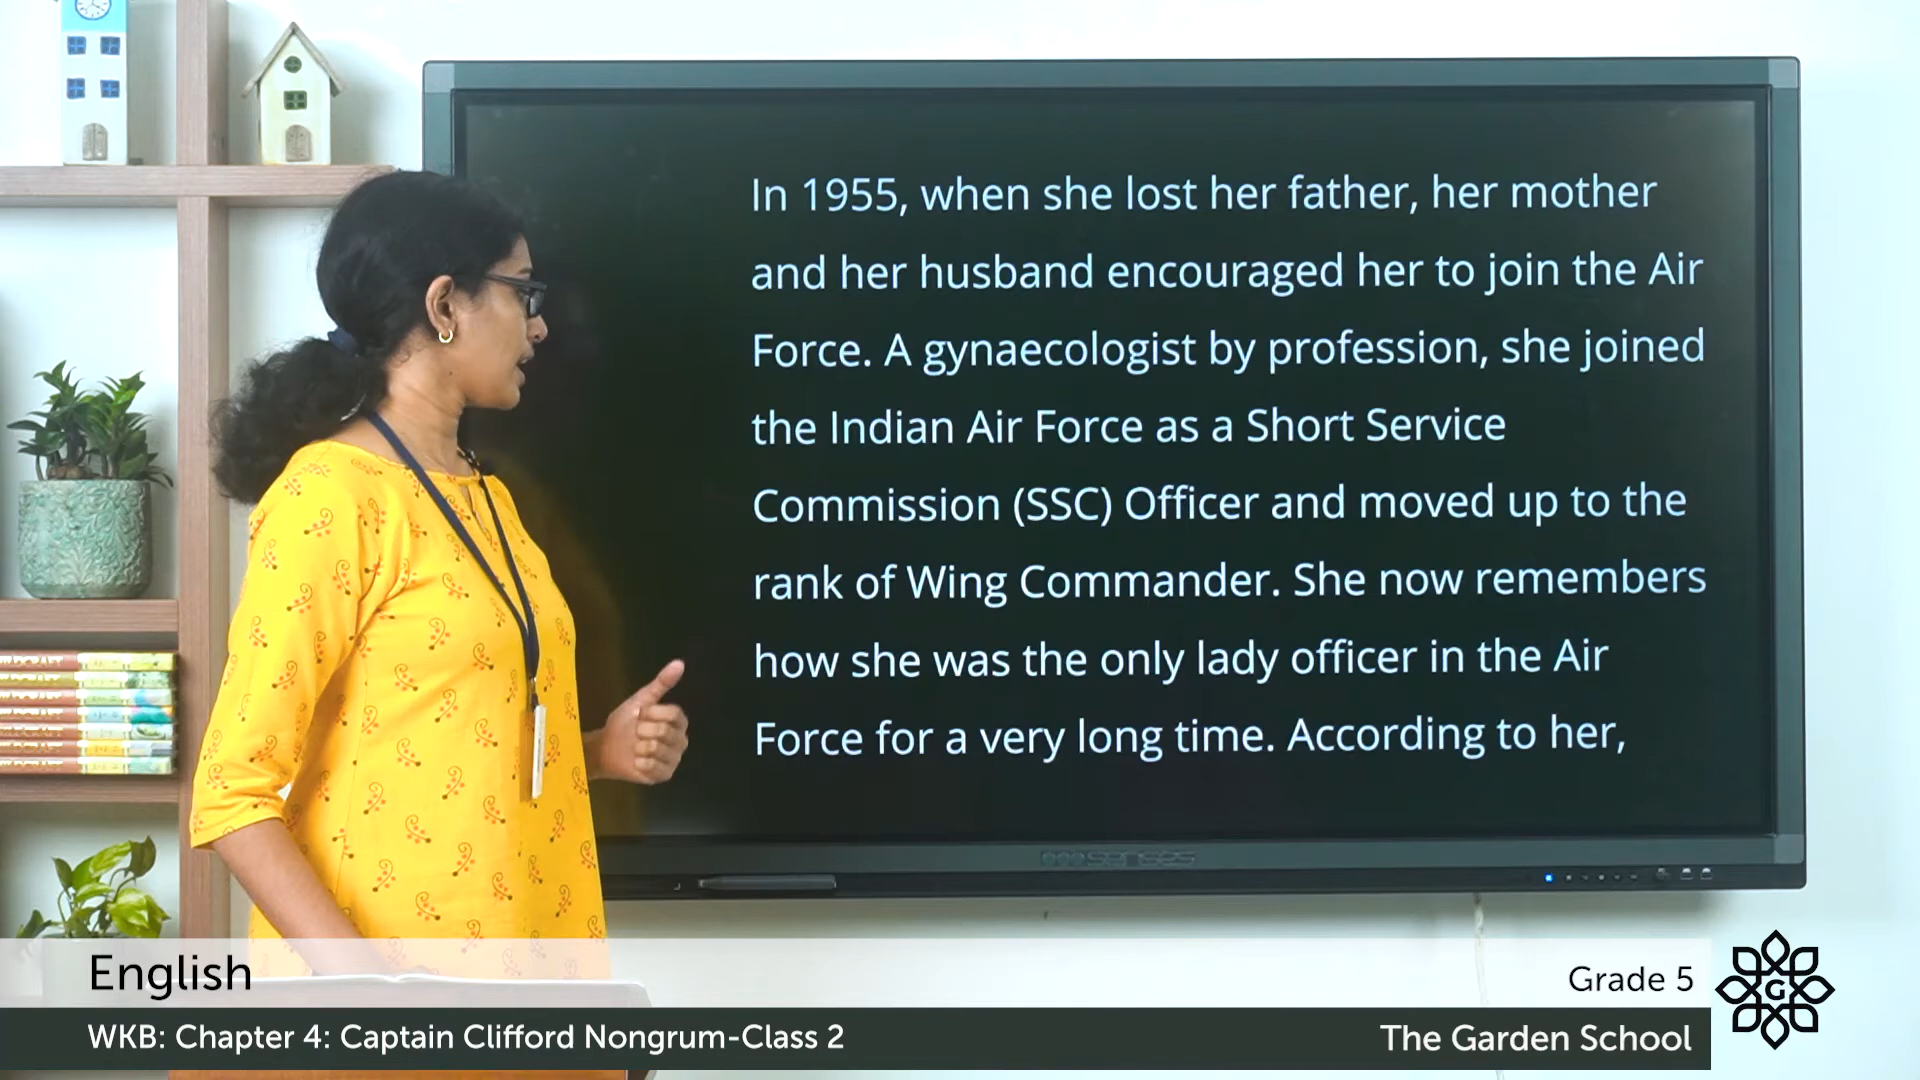 In 1955, when she lost her father, her mother
and her husband encouraged her to join the Air
Force. A gynaecologist by profession, she joined
the Indian Air Force as a Short Service
Commission (SSC) Officer and moved up to the
rank of Wing Commander. She now remembers
how she was the only lady officer in the Air
Force for a very long time. According to her,
senses
English
Grade 5
G
WKB: Chapter 4: Captain Clifford Nongrum-Class 2
The Garden School